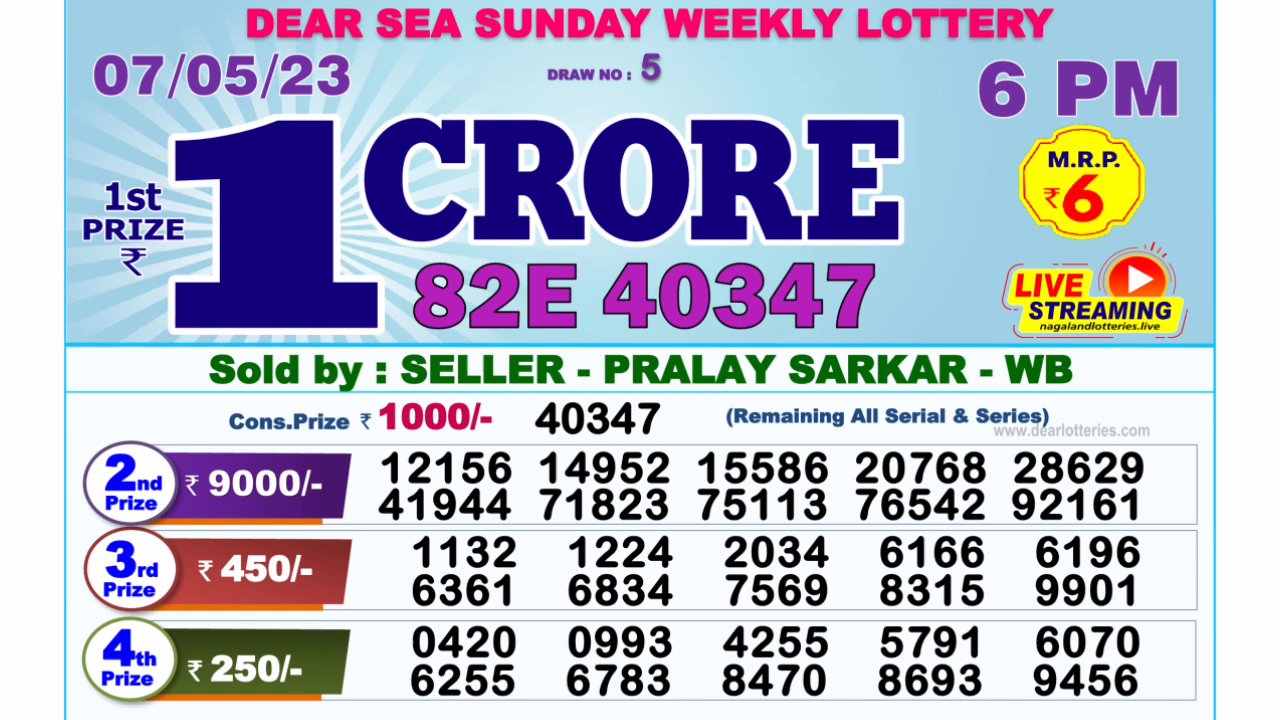 DEAR SEA SUNDAY WEEKLY LOTTERY
07/05/23
DRAW NO : 5
6 PM
M.R.P.
₹6
1st
PRIZE
₹
1 CRORE
82E 40347
LIVE
STREAMING
nagalandlotteries.live
Sold by : SELLER - PRALAY SARKAR - WB
Cons.Prize ₹ 1000/- 40347 (Remaining All Serial & Series)
www.dearlotteries.com
2nd
Prize
₹ 9000/-
12156 14952 15586 20768 28629
41944 71823 75113 76542 92161
3rd
Prize
₹ 450/-
1132 1224 2034 6166 6196
6361 6834 7569 8315 9901
4th
Prize
₹ 250/-
0420 0993 4255 5791 6070
6255 6783 8470 8693 9456